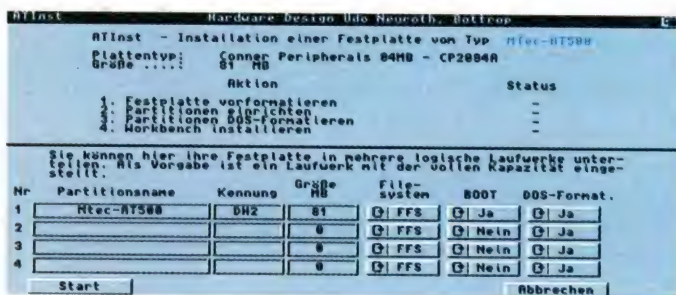 ATInst Hardware Design Udo Neuroth, Bottrop
ATInst - Installation einer Festplatte vom Typ Mtec-AT500
Plattentyp: Conner Peripherals 84MB - CP2084A
Größe ....: 81 MB
Aktion Status
1. Festplatte vorformatieren -
2. Partitionen einrichten -
3. Partitionen DOS-Formatieren -
4. Workbench installieren -
Sie können hier ihre Festplatte in mehrere logische Laufwerke unter-
teilen. Als Vorgabe ist ein Laufwerk mit der vollen Kapazität einge-
stellt.
Nr Partitionsname Kennung Größe MB File-system BOOT DOS-Format.
1 Mtec-AT500 DH2 81 FFS Ja Ja
2 0 FFS Nein Ja
3 0 FFS Nein Ja
4 0 FFS Nein Ja
Start Abbrechen